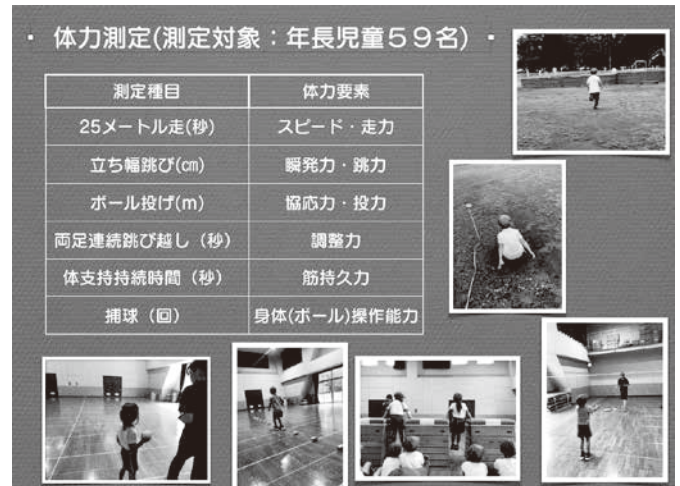 ・ 体力測定(測定対象：年長児童５９名) ・
測定種目 体力要素
25メートル走(秒) スピード・走力
立ち幅跳び(㎝) 瞬発力・跳力
ボール投げ(m) 協応力・投力
両足連続跳び越し（秒） 調整力
体支持持続時間（秒） 筋持久力
捕球（回） 身体(ボール)操作能力